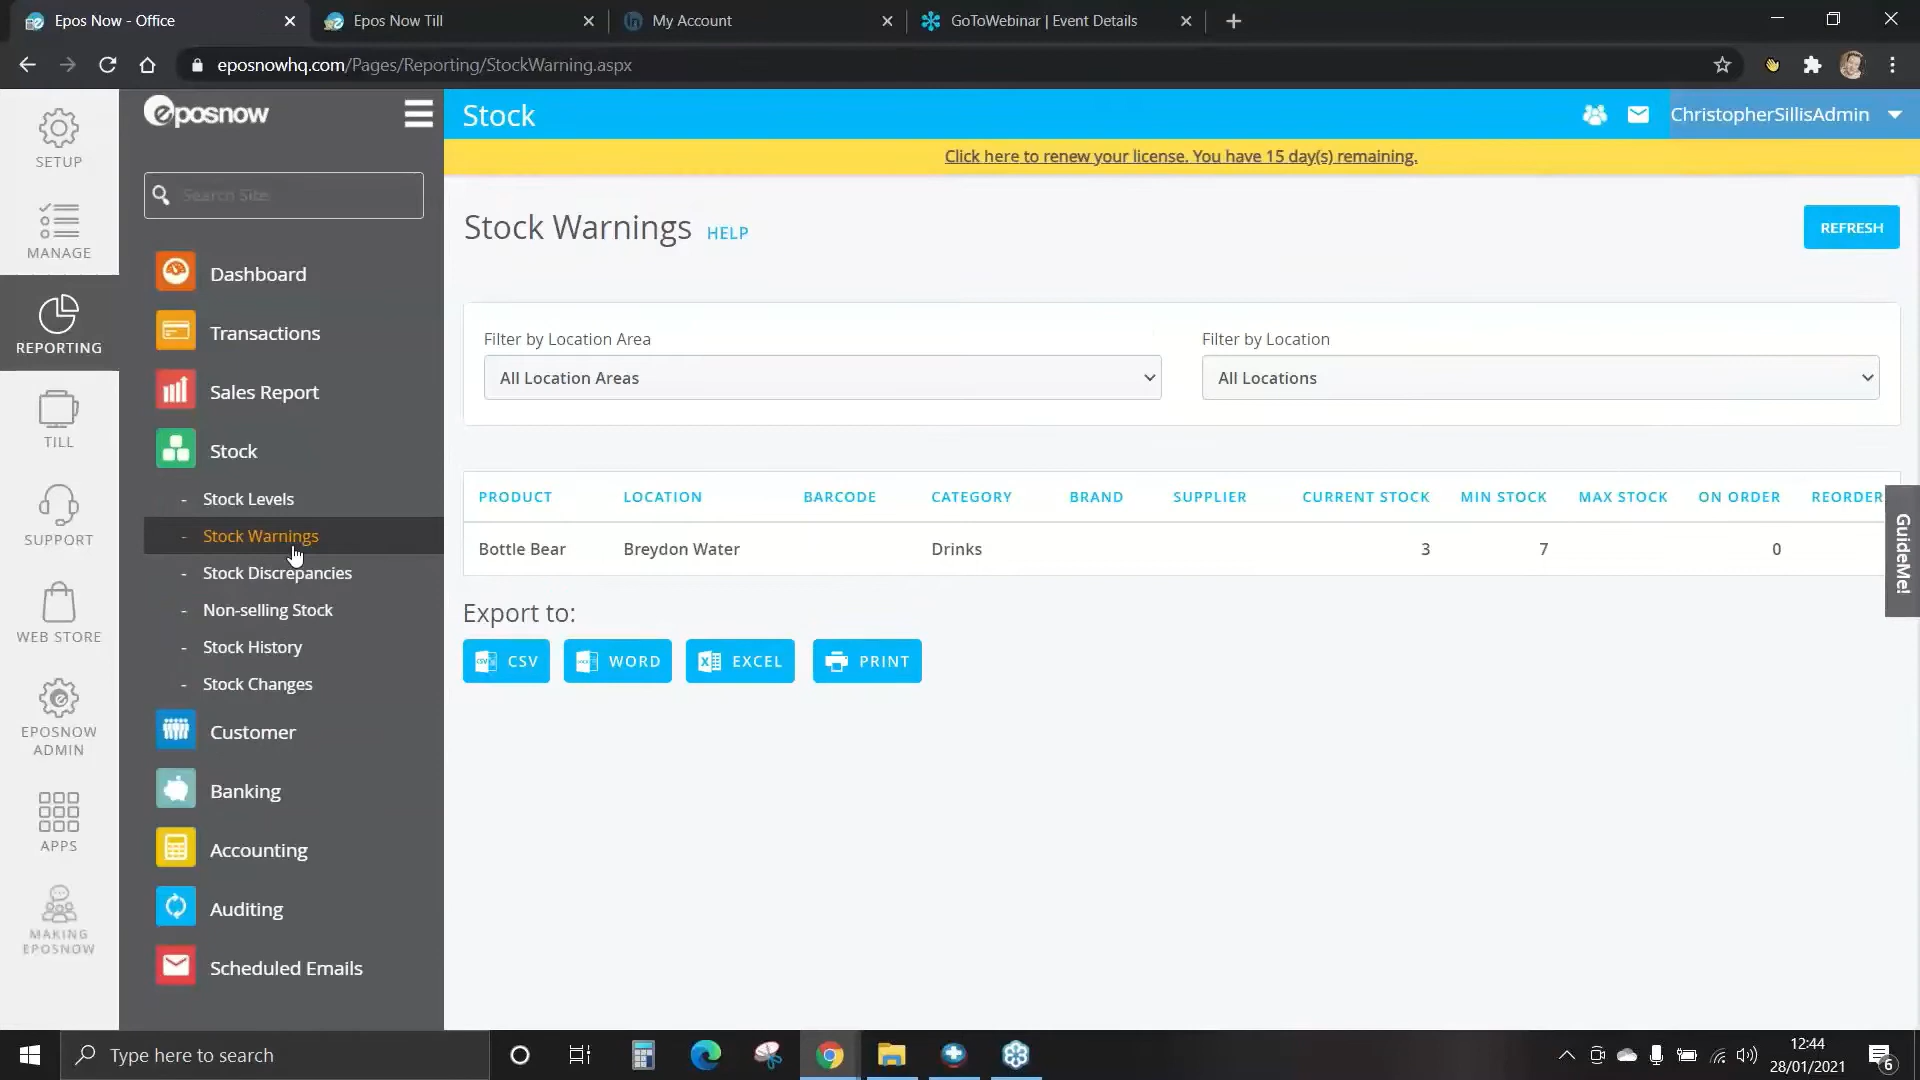 Epos Now - Office
Epos Now Till
My Account
GoToWebinar | Event Details
eposnowhq.com/Pages/Reporting/StockWarning.aspx
SETUP
MANAGE
REPORTING
TILL
SUPPORT
WEB STORE
EPOSNOW
ADMIN
APPS
MAKING
EPOSNOW
eposnow
Search Site
Dashboard
Transactions
Sales Report
Stock
- Stock Levels
- Stock Warnings
- Stock Discrepancies
- Non-selling Stock
- Stock History
- Stock Changes
Customer
Banking
Accounting
Auditing
Scheduled Emails
Stock
ChristopherSillisAdmin
Click here to renew your license. You have 15 day(s) remaining.
Stock Warnings HELP
REFRESH
Filter by Location Area
Filter by Location
All Location Areas
All Locations
PRODUCT LOCATION BARCODE CATEGORY BRAND SUPPLIER CURRENT STOCK MIN STOCK MAX STOCK ON ORDER REORDER
Bottle Bear Breydon Water Drinks 3 7 0
Export to:
CSV WORD EXCEL PRINT
GuideMe!
Type here to search
12:44
28/01/2021
6